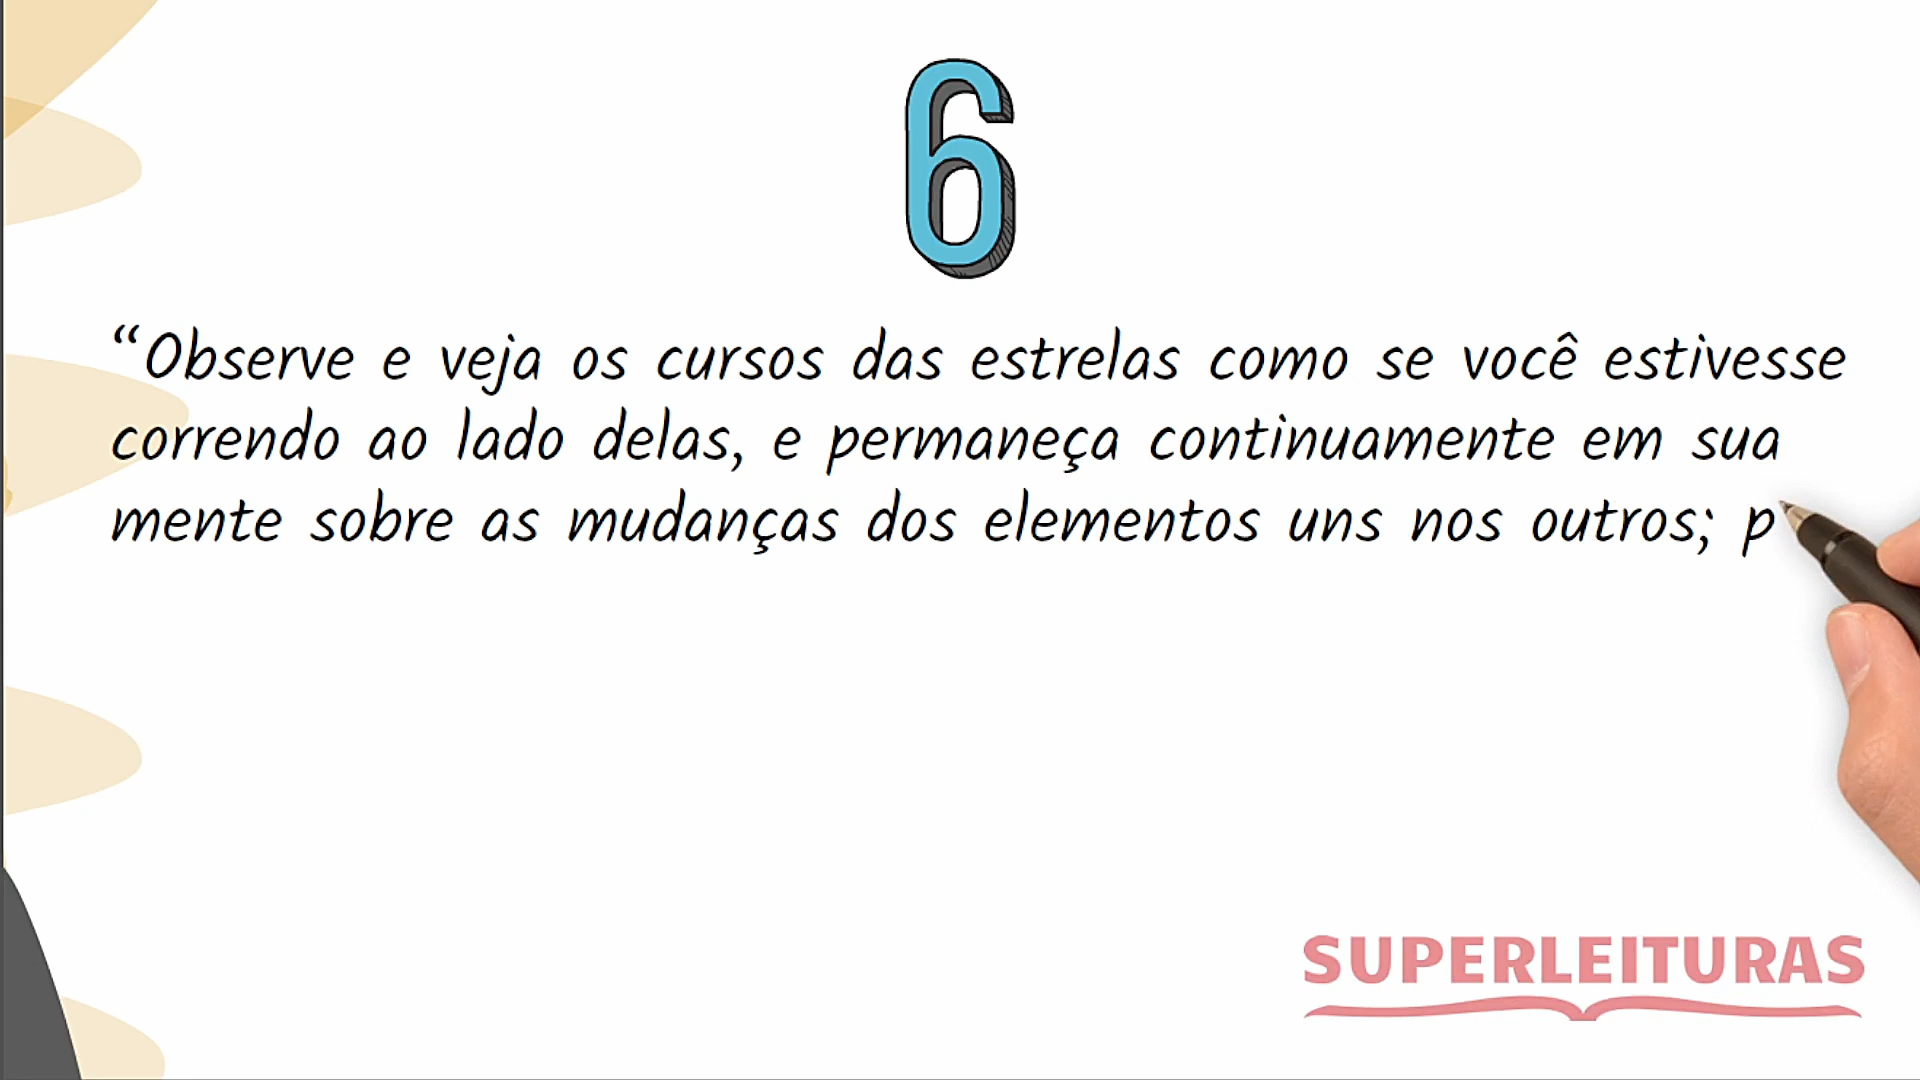 6
“Observe e veja os cursos das estrelas como se você estivesse
correndo ao lado delas, e permaneça continuamente em sua
mente sobre as mudanças dos elementos uns nos outros; p
SUPERLEITURAS